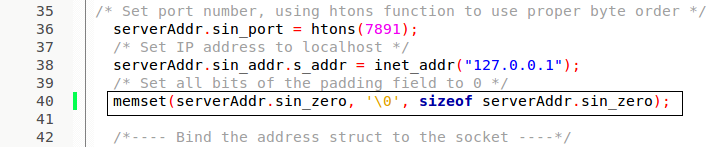 35 /* Set port number, using htons function to use proper byte order */
36 serverAddr.sin_port = htons(7891);
37 /* Set IP address to localhost */
38 serverAddr.sin_addr.s_addr = inet_addr("127.0.0.1");
39 /* Set all bits of the padding field to 0 */
40 memset(serverAddr.sin_zero, '\0', sizeof serverAddr.sin_zero);
41
42 /*---- Bind the address struct to the socket ----*/